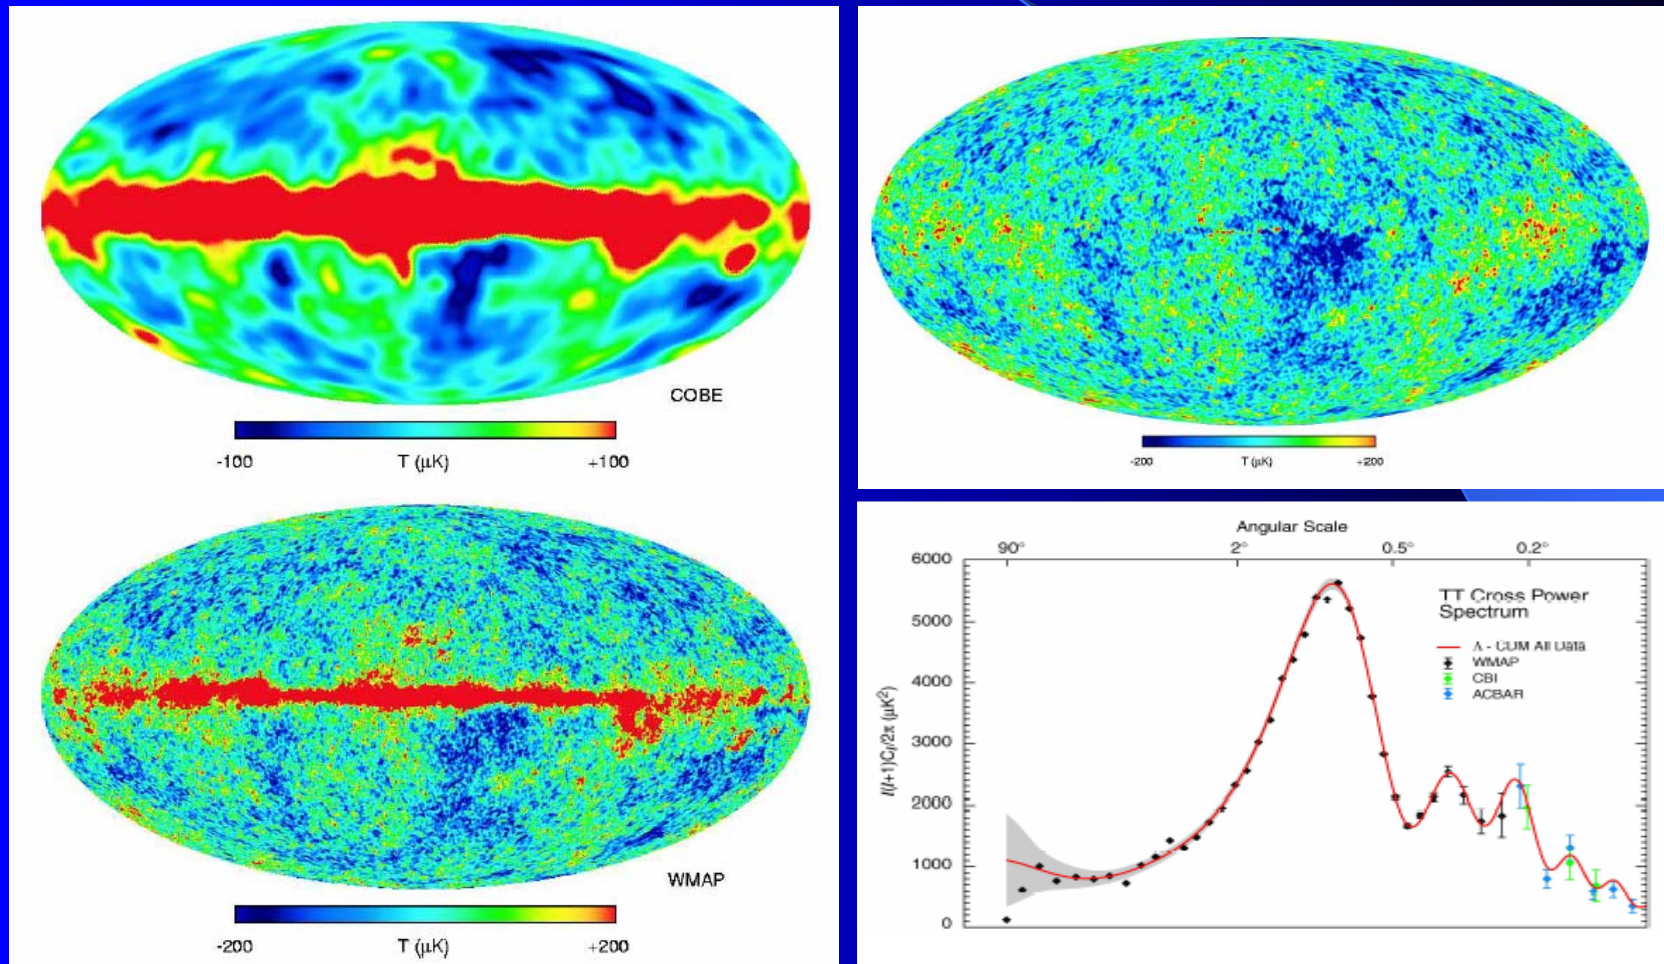 COBE
-100 T (μK) +100
WMAP
-200 T (μK) +200
-200 T (μK) +200
Angular Scale
90° 2° 0.5° 0.2°
6000
5000
4000
3000
2000
1000
0
l(l+1)Cl/2π (μK²)
TT Cross Power
Spectrum
Λ - CDM All Data
WMAP
CBI
ACBAR